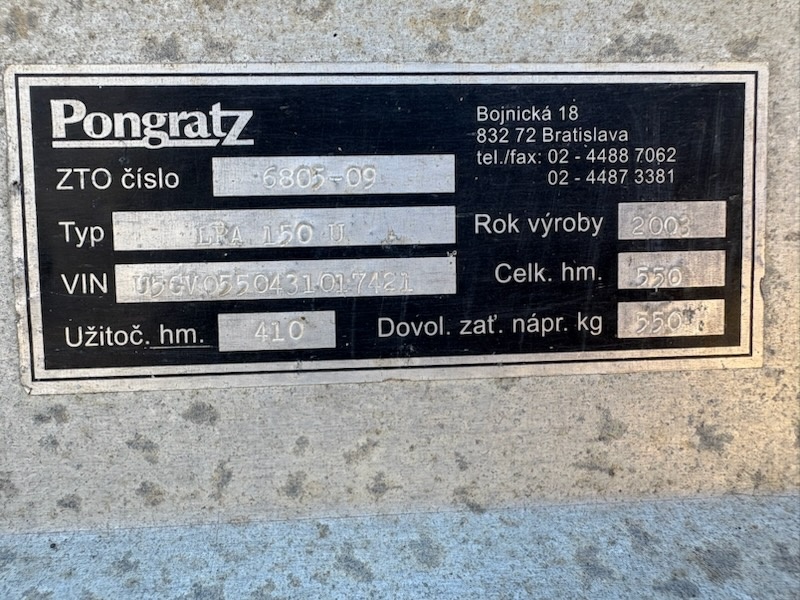 Pongratz
Bojnická 18
832 72 Bratislava
tel./fax: 02 - 4488 7062
02 - 4487 3381
ZTO číslo 6805-09
Typ LPA 150 U
Rok výroby 2003
VIN U5GV0550431017421
Celk. hm. 550
Užitoč. hm. 410
Dovol. zať. nápr. kg 550